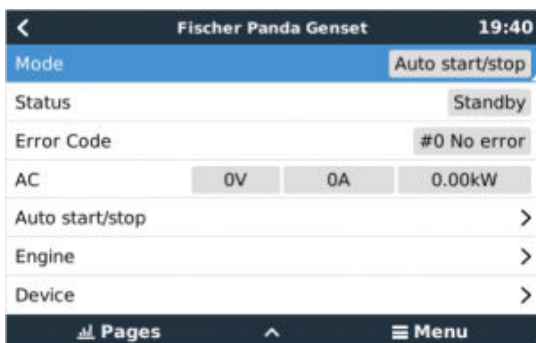 Fischer Panda Genset 19:40
Mode Auto start/stop
Status Standby
Error Code #0 No error
AC 0V 0A 0.00kW
Auto start/stop
Engine
Device
Pages Menu